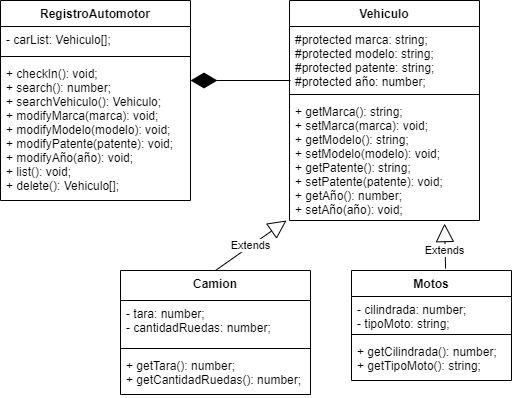 RegistroAutomotor
- carList: Vehiculo[];
+ checkIn(): void;
+ search(): number;
+ searchVehiculo(): Vehiculo;
+ modifyMarca(marca): void;
+ modifyModelo(modelo): void;
+ modifyPatente(patente): void;
+ modifyAño(año): void;
+ list(): void;
+ delete(): Vehiculo[];
Vehiculo
#protected marca: string;
#protected modelo: string;
#protected patente: string;
#protected año: number;
+ getMarca(): string;
+ setMarca(marca): void;
+ getModelo(): string;
+ setModelo(modelo): void;
+ getPatente(): string;
+ setPatente(patente): void;
+ getAño(): number;
+ setAño(año): void;
Extends
Extends
Camion
- tara: number;
- cantidadRuedas: number;
+ getTara(): number;
+ getCantidadRuedas(): number;
Motos
- cilindrada: number;
- tipoMoto: string;
+ getCilindrada(): number;
+ getTipoMoto(): string;